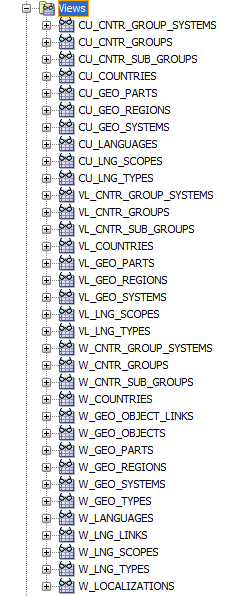 Views
CU_CNTR_GROUP_SYSTEMS
CU_CNTR_GROUPS
CU_CNTR_SUB_GROUPS
CU_COUNTRIES
CU_GEO_PARTS
CU_GEO_REGIONS
CU_GEO_SYSTEMS
CU_LANGUAGES
CU_LNG_SCOPES
CU_LNG_TYPES
VL_CNTR_GROUP_SYSTEMS
VL_CNTR_GROUPS
VL_CNTR_SUB_GROUPS
VL_COUNTRIES
VL_GEO_PARTS
VL_GEO_REGIONS
VL_GEO_SYSTEMS
VL_LNG_SCOPES
VL_LNG_TYPES
W_CNTR_GROUP_SYSTEMS
W_CNTR_GROUPS
W_CNTR_SUB_GROUPS
W_COUNTRIES
W_GEO_OBJECT_LINKS
W_GEO_OBJECTS
W_GEO_PARTS
W_GEO_REGIONS
W_GEO_SYSTEMS
W_GEO_TYPES
W_LANGUAGES
W_LNG_LINKS
W_LNG_SCOPES
W_LNG_TYPES
W_LOCALIZATIONS